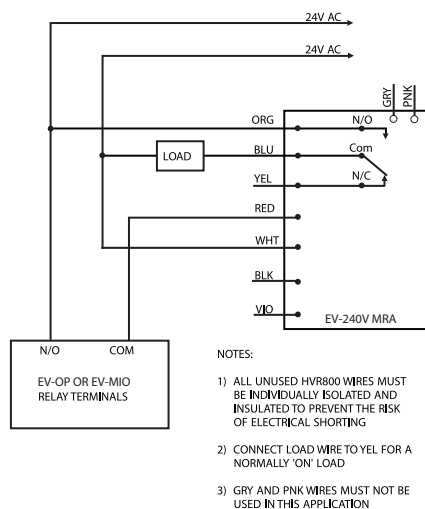 24V AC
24V AC
GRY
PNK
ORG
N/O
BLU
Com
LOAD
YEL
N/C
RED
WHT
BLK
VIO
EV-240V MRA
N/O
COM
EV-OP OR EV-MIO
RELAY TERMINALS
NOTES:
1) ALL UNUSED HVR800 WIRES MUST
BE INDIVIDUALLY ISOLATED AND
INSULATED TO PREVENT THE RISK
OF ELECTRICAL SHORTING
2) CONNECT LOAD WIRE TO YEL FOR A
NORMALLY 'ON' LOAD
3) GRY AND PNK WIRES MUST NOT BE
USED IN THIS APPLICATION